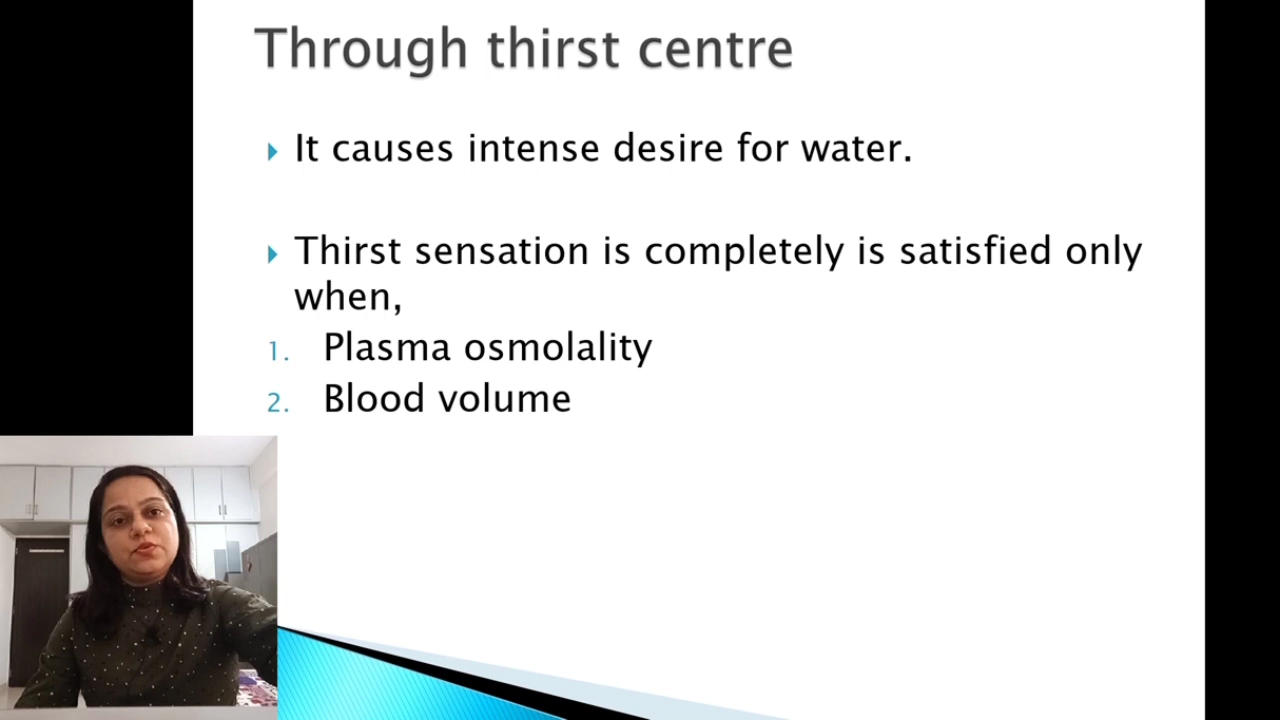 Through thirst centre
It causes intense desire for water.
Thirst sensation is completely is satisfied only
when,
1. Plasma osmolality
2. Blood volume